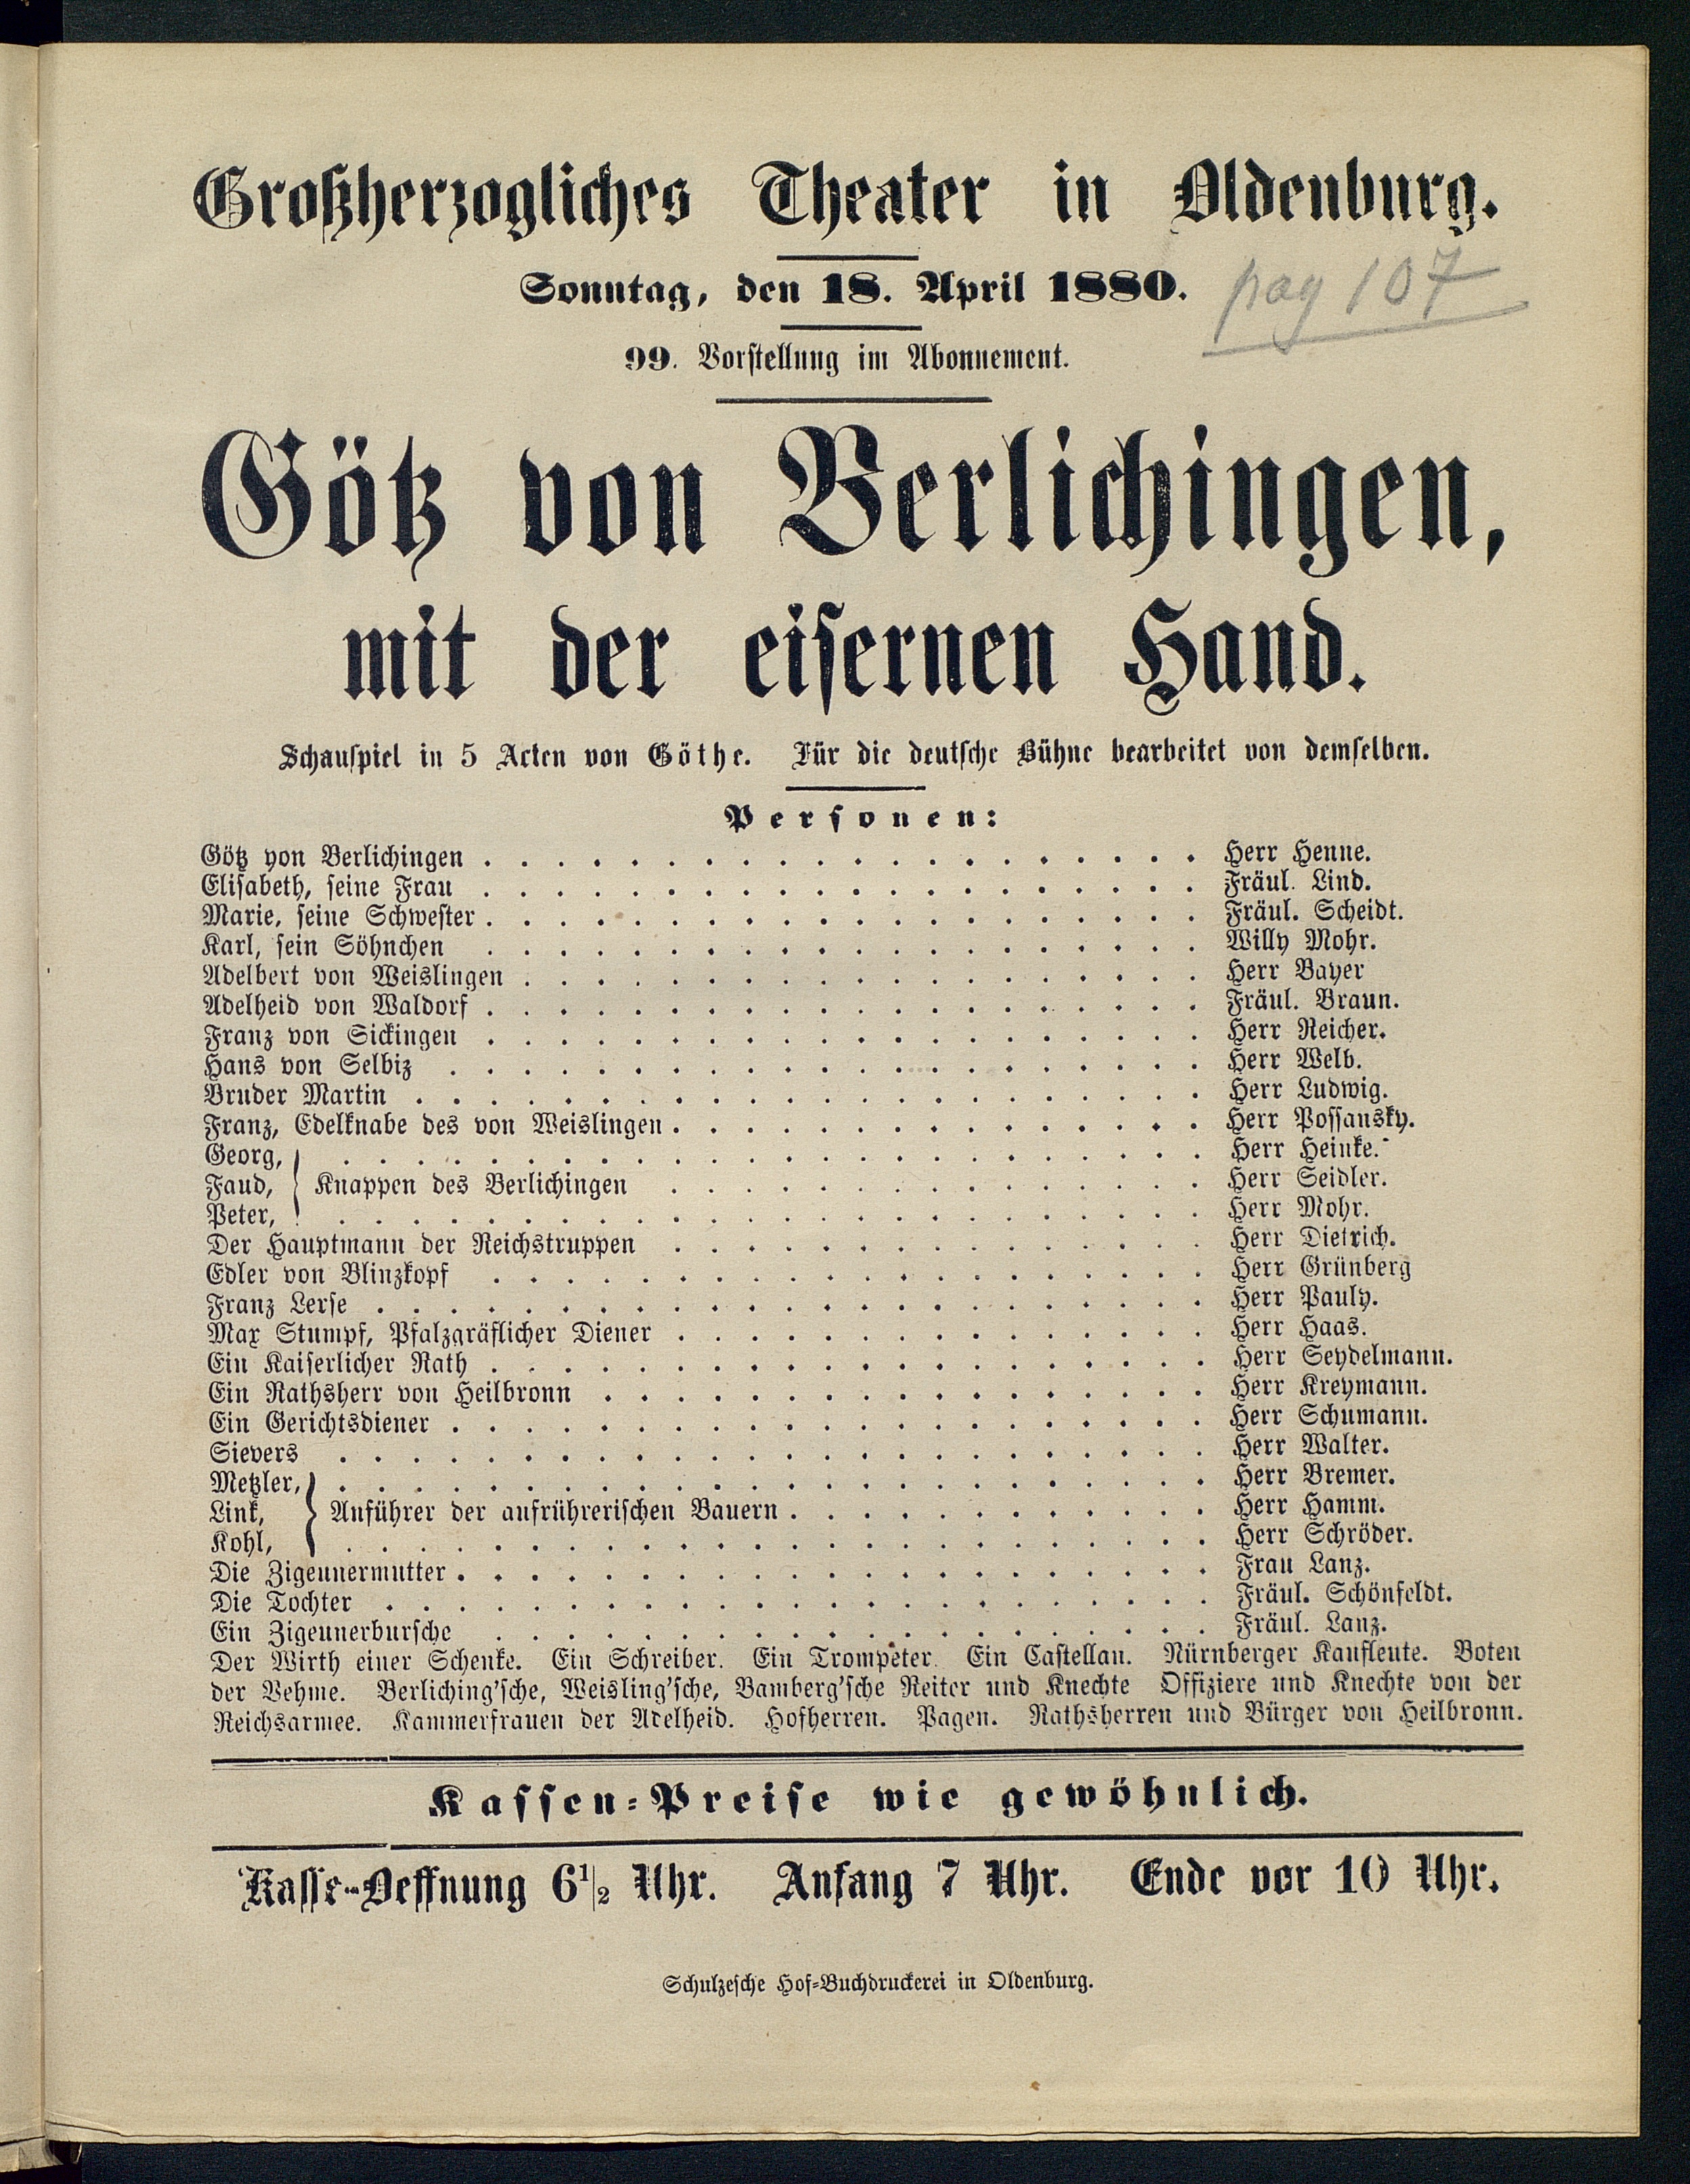 Großherzogliches Theater in Oldenburg.
Sonntag, den 18. April 1880.
pag 107
99. Vorstellung im Abonnement.
Götz von Berlichingen,
mit der eisernen Hand.
Schauspiel in 5 Acten von Göthe. Für die deutsche Bühne bearbeitet von demselben.
Personen:
Götz von Berlichingen . . . . . . . . . . . . . . . . . . . . Herr Henne.
Elisabeth, seine Frau . . . . . . . . . . . . . . . . . . . . Fräul. Lind.
Marie, seine Schwester . . . . . . . . . . . . . . . . . . . . Fräul. Scheidt.
Karl, sein Söhnchen . . . . . . . . . . . . . . . . . . . . Willy Mohr.
Adelbert von Weislingen . . . . . . . . . . . . . . . . . . . Herr Bayer
Adelheid von Waldorf . . . . . . . . . . . . . . . . . . . . Fräul. Braun.
Franz von Sickingen . . . . . . . . . . . . . . . . . . . . Herr Reicher.
Hans von Selbiz . . . . . . . . . . . . . . . . . . . . . Herr Welb.
Bruder Martin . . . . . . . . . . . . . . . . . . . . . . Herr Ludwig.
Franz, Edelknabe des von Weislingen . . . . . . . . . . . . . . . Herr Possansky.
Georg, . . . . . . . . . . . . . . . . . . . . . . . . Herr Heinke.
Faud, } Knappen des Berlichingen . . . . . . . . . . . . . . . Herr Seidler.
Peter, . . . . . . . . . . . . . . . . . . . . . . . . Herr Mohr.
Der Hauptmann der Reichstruppen . . . . . . . . . . . . . . . Herr Dietrich.
Edler von Blinzkopf . . . . . . . . . . . . . . . . . . . . Herr Grünberg
Franz Lerse . . . . . . . . . . . . . . . . . . . . . . . Herr Pauly.
Max Stumpf, Pfalzgräflicher Diener . . . . . . . . . . . . . . . Herr Haas.
Ein Kaiserlicher Rath . . . . . . . . . . . . . . . . . . . . Herr Seydelmann.
Ein Rathsherr von Heilbronn . . . . . . . . . . . . . . . . . Herr Kreymann.
Ein Gerichtsdiener . . . . . . . . . . . . . . . . . . . . . Herr Schumann.
Sievers . . . . . . . . . . . . . . . . . . . . . . . . Herr Walter.
Metzler, . . . . . . . . . . . . . . . . . . . . . . . . Herr Bremer.
Link, } Anführer der aufrührerischen Bauern . . . . . . . . . . . . Herr Hamm.
Kohl, . . . . . . . . . . . . . . . . . . . . . . . . Herr Schröder.
Die Zigeunermutter . . . . . . . . . . . . . . . . . . . . . Frau Lanz.
Die Tochter . . . . . . . . . . . . . . . . . . . . . . . Fräul. Schönfeldt.
Ein Zigeunerbursche . . . . . . . . . . . . . . . . . . . . Fräul. Lanz.
Der Wirth einer Schenke. Ein Schreiber. Ein Trompeter. Ein Castellan. Nürnberger Kaufleute. Boten
der Vehme. Berliching'sche, Weisling'sche, Bamberg'sche Reiter und Knechte Offiziere und Knechte von der
Reichsarmee. Kammerfrauen der Adelheid. Hofherren. Pagen. Rathsherren und Bürger von Heilbronn.
Kassen-Preise wie gewöhnlich.
Kasse-Oeffnung 6½ Uhr. Anfang 7 Uhr. Ende vor 10 Uhr.
Schulzesche Hof-Buchdruckerei in Oldenburg.